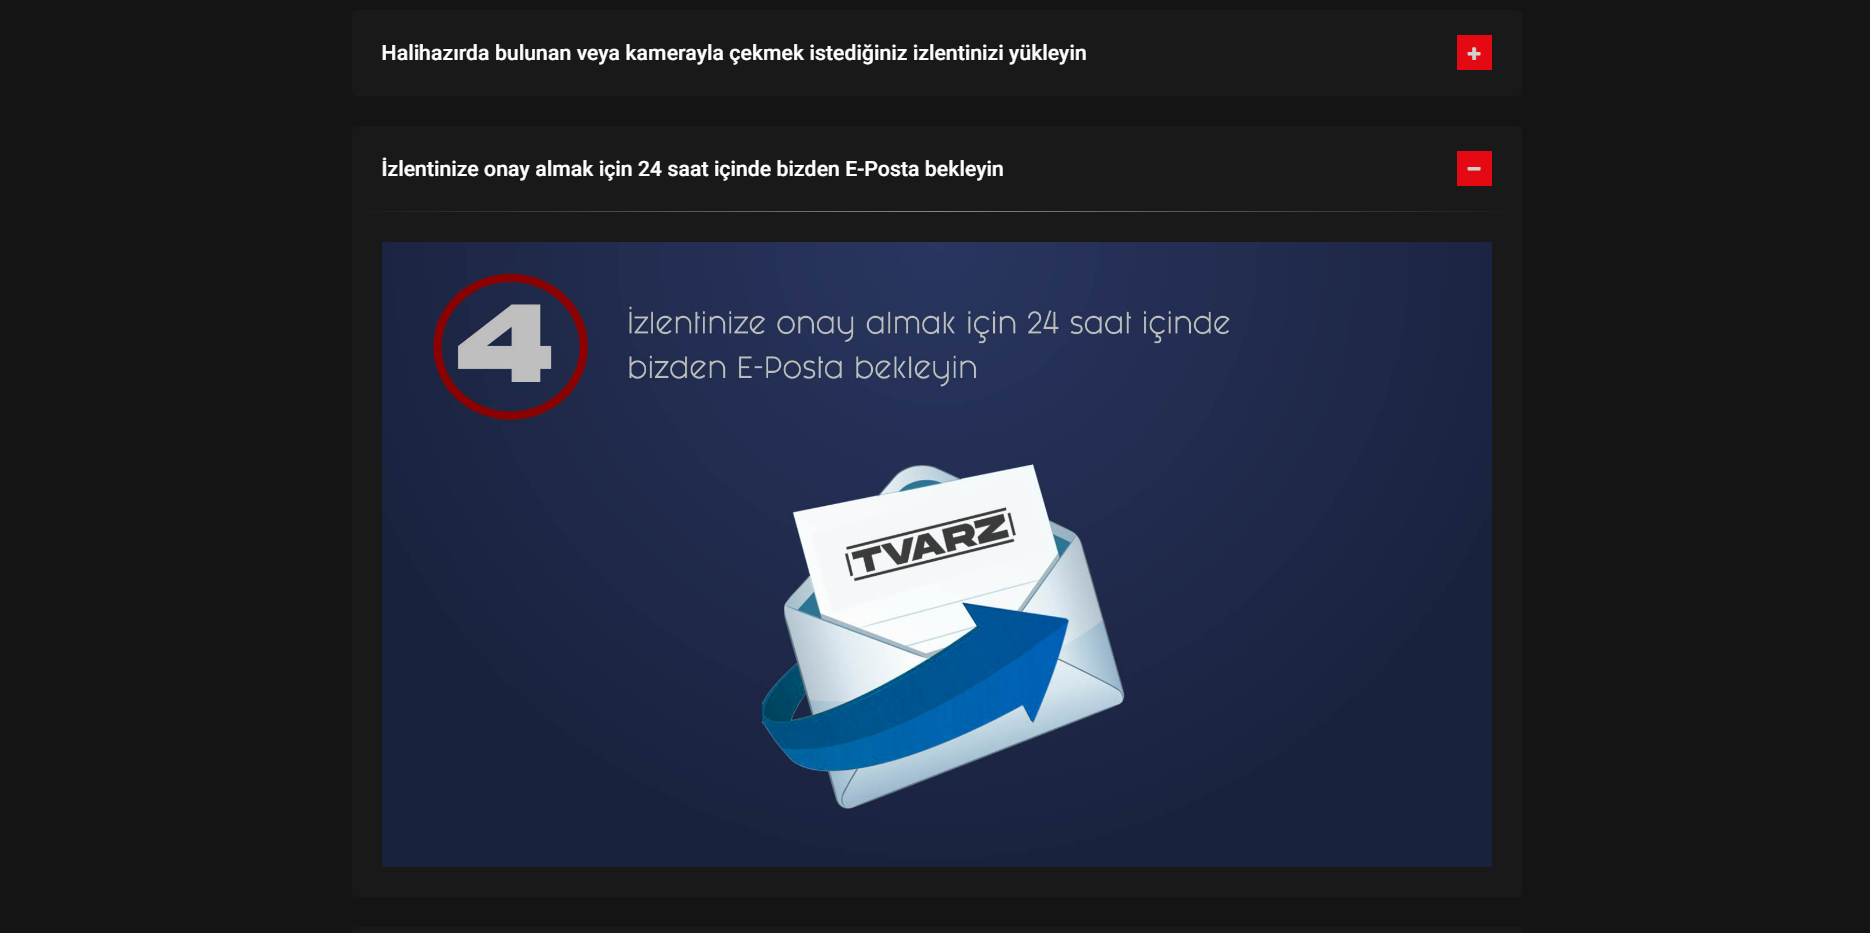 Halihazırda bulunan veya kamerayla çekmek istediğiniz izlentinizi yükleyin
İzlentinize onay almak için 24 saat içinde bizden E-Posta bekleyin
4
İzlentinize onay almak için 24 saat içinde
bizden E-Posta bekleyin
TVARZ